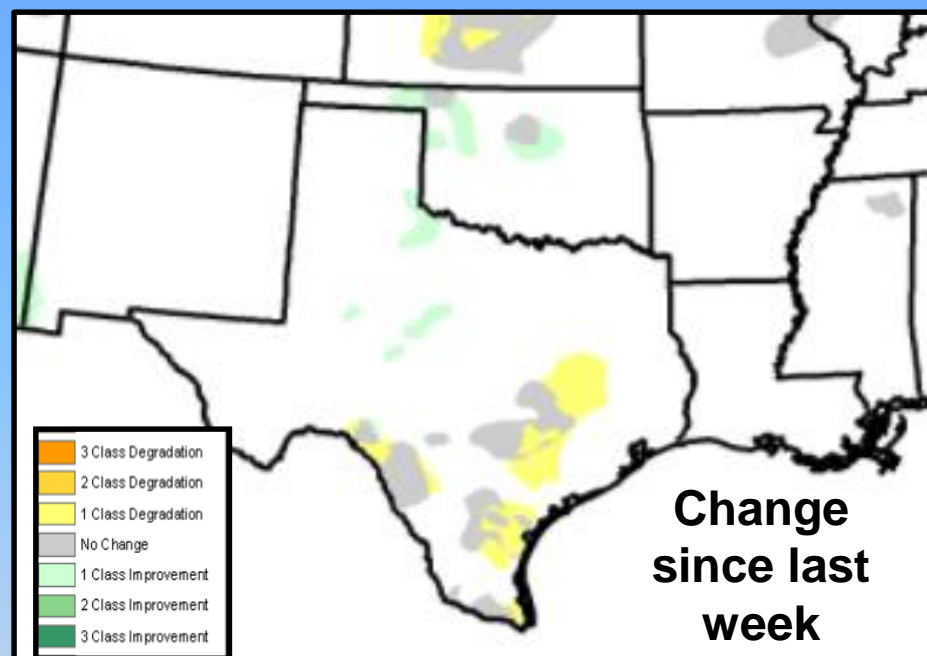 3 Class Degradation
2 Class Degradation
1 Class Degradation
No Change
1 Class Improvement
2 Class Improvement
3 Class Improvement
Change
since last
week